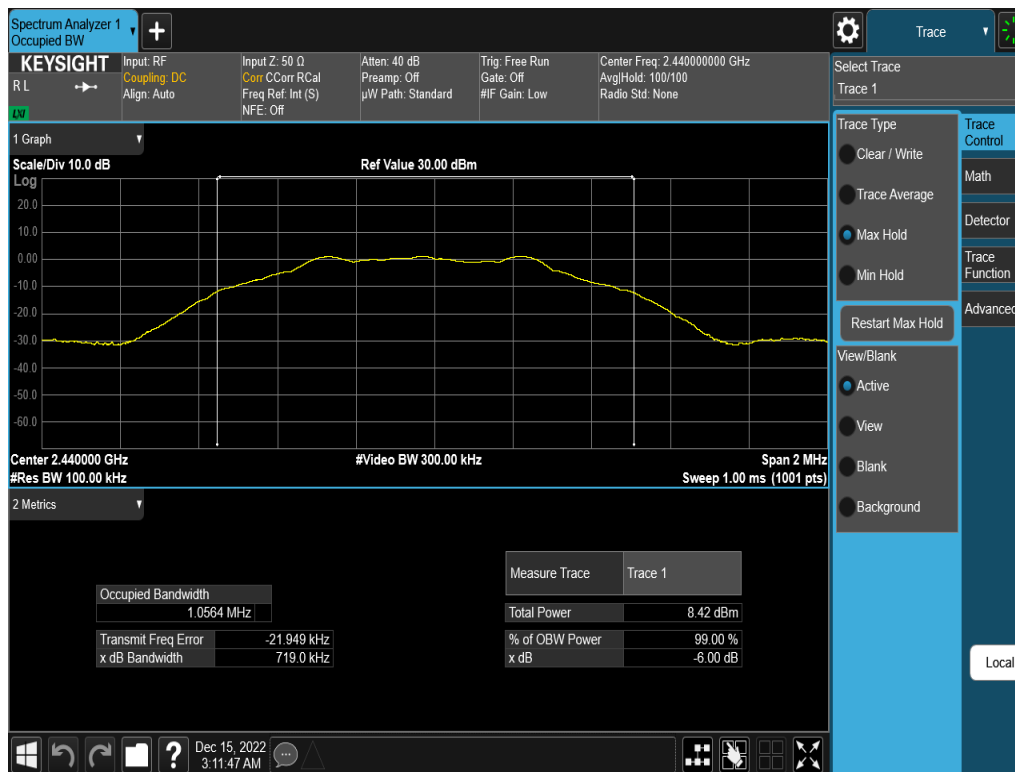 Spectrum Analyzer 1
Occupied BW
Trace
KEYSIGHT
R L
LXI
Input: RF
Coupling: DC
Align: Auto
Input Z: 50 Ω
Corr CCorr RCal
Freq Ref: Int (S)
NFE: Off
Atten: 40 dB
Preamp: Off
µW Path: Standard
Trig: Free Run
Gate: Off
#IF Gain: Low
Center Freq: 2.440000000 GHz
Avg|Hold: 100/100
Radio Std: None
Select Trace
Trace 1
1 Graph
Scale/Div 10.0 dB
Ref Value 30.00 dBm
Log
20.0
10.0
0.00
-10.0
-20.0
-30.0
-40.0
-50.0
-60.0
Center 2.440000 GHz
#Video BW 300.00 kHz
Span 2 MHz
#Res BW 100.00 kHz
Sweep 1.00 ms (1001 pts)
Trace Type
Clear / Write
Trace Average
Max Hold
Min Hold
Restart Max Hold
View/Blank
Active
View
Blank
Background
Trace
Control
Math
Detector
Trace
Function
Advanced
Local
2 Metrics
Occupied Bandwidth
1.0564 MHz
Transmit Freq Error -21.949 kHz
x dB Bandwidth 719.0 kHz
Measure Trace Trace 1
Total Power 8.42 dBm
% of OBW Power 99.00 %
x dB -6.00 dB
?
Dec 15, 2022
3:11:47 AM